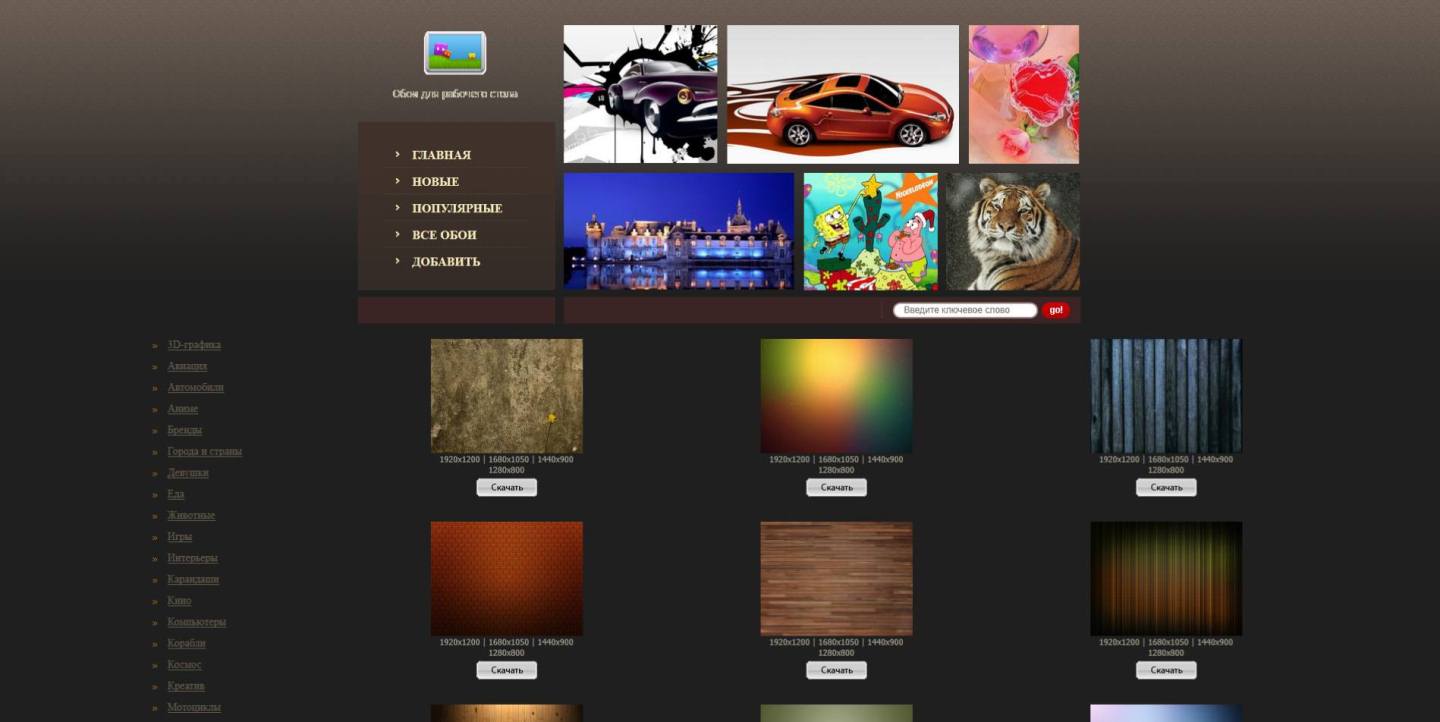 Обои для рабочего стола
ГЛАВНАЯ
НОВЫЕ
ПОПУЛЯРНЫЕ
ВСЕ ОБОИ
ДОБАВИТЬ
NICKELODEON
Введите ключевое слово
go!
» 3D-графика
» Авиация
» Автомобили
» Аниме
» Бренды
» Города и страны
» Девушки
» Еда
» Животные
» Игры
» Интерьеры
» Карандаши
» Кино
» Компьютеры
» Корабли
» Космос
» Креатив
» Мотоциклы
1920x1200 | 1680x1050 | 1440x900
1280x800
Скачать
1920x1200 | 1680x1050 | 1440x900
1280x800
Скачать
1920x1200 | 1680x1050 | 1440x900
1280x800
Скачать
1920x1200 | 1680x1050 | 1440x900
1280x800
Скачать
1920x1200 | 1680x1050 | 1440x900
1280x800
Скачать
1920x1200 | 1680x1050 | 1440x900
1280x800
Скачать